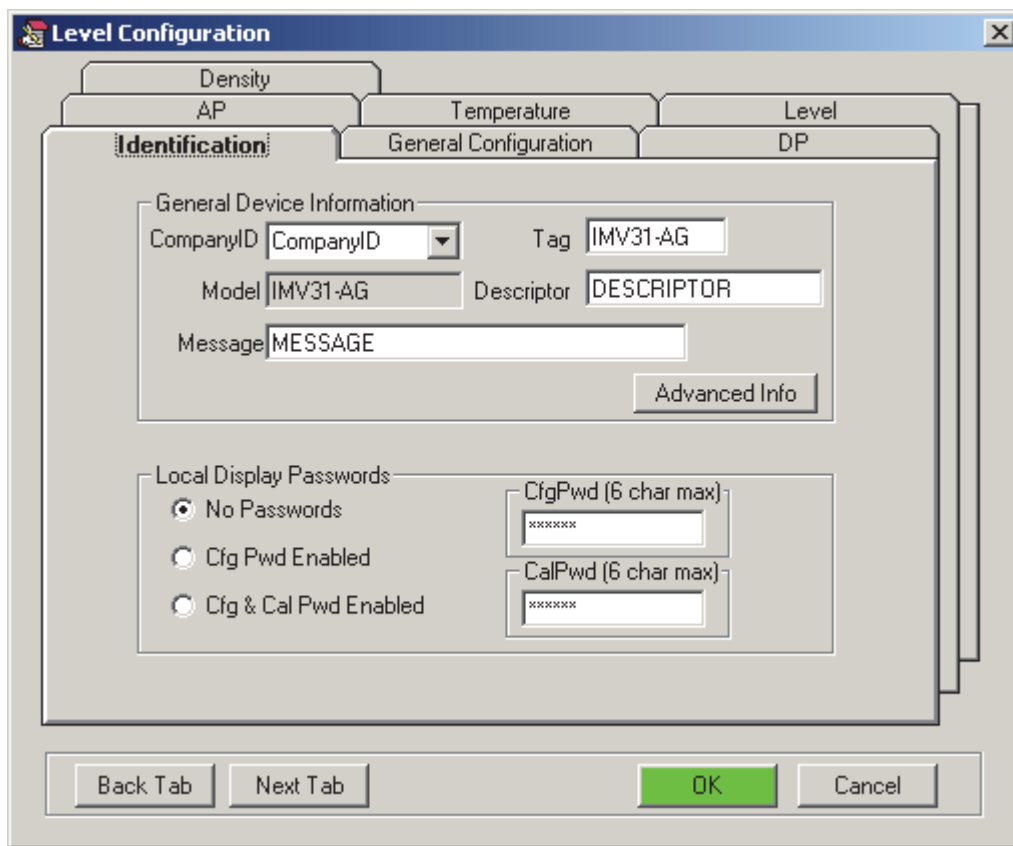 Level Configuration
Density
AP Temperature Level
Identification General Configuration DP
General Device Information
CompanyID CompanyID Tag IMV31-AG
Model IMV31-AG Descriptor DESCRIPTOR
Message MESSAGE
Advanced Info
Local Display Passwords
No Passwords
Cfg Pwd Enabled
Cfg & Cal Pwd Enabled
CfgPwd (6 char max)
××××××
CalPwd (6 char max)
××××××
Back Tab Next Tab OK Cancel